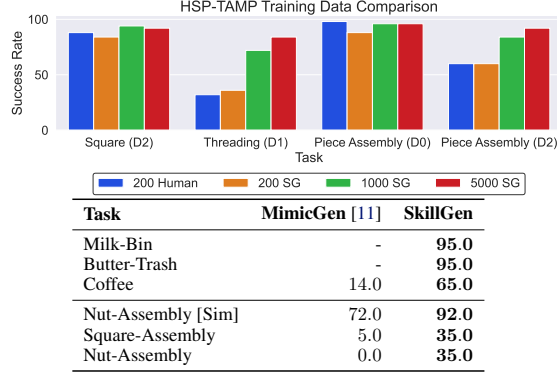 HSP-TAMP Training Data Comparison
Success Rate
100
50
0
Square (D2) Threading (D1) Piece Assembly (D0) Piece Assembly (D2)
Task
200 Human 200 SG 1000 SG 5000 SG
Task MimicGen [11] SkillGen
Milk-Bin - 95.0
Butter-Trash - 95.0
Coffee 14.0 65.0
Nut-Assembly [Sim] 72.0 92.0
Square-Assembly 5.0 35.0
Nut-Assembly 0.0 35.0